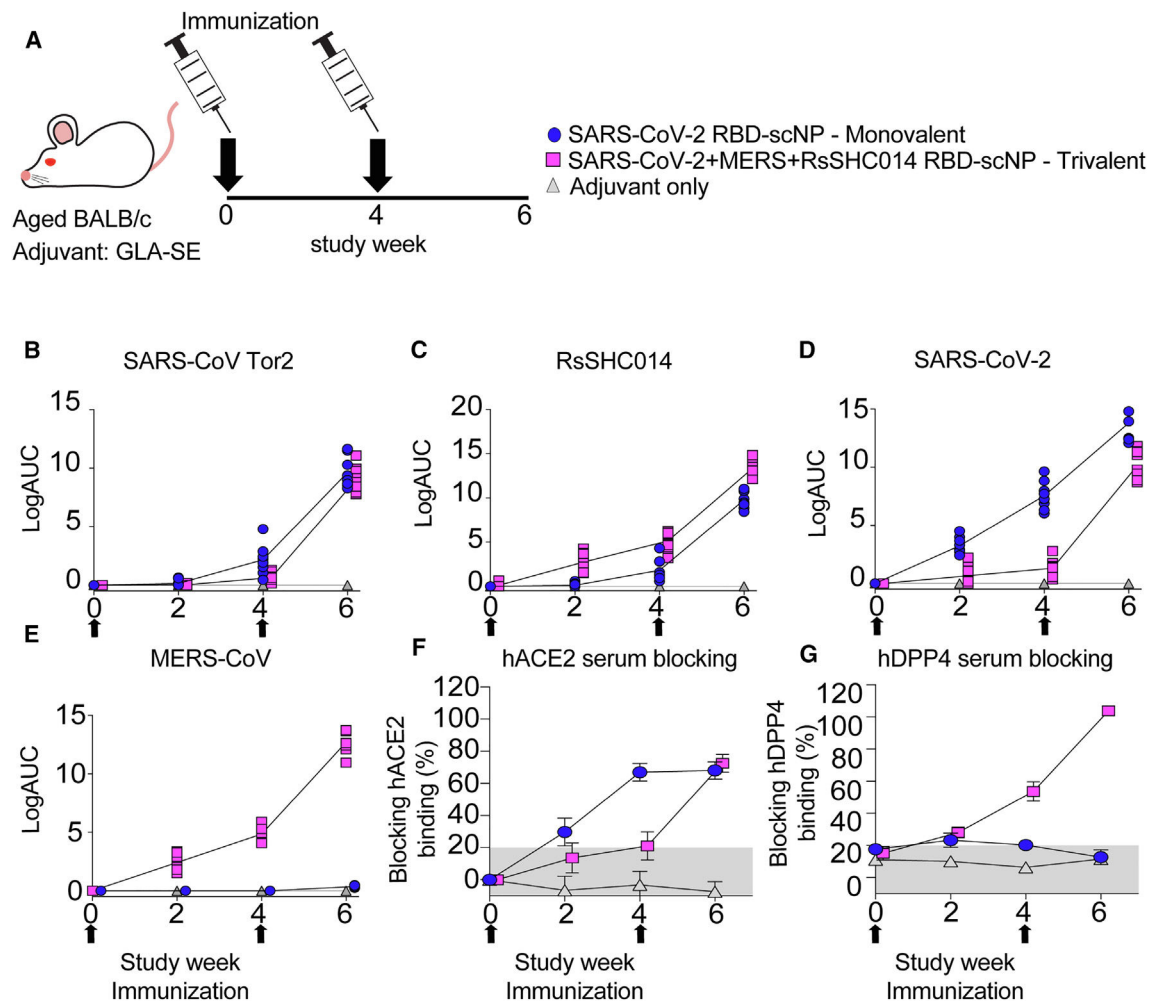 A
Immunization
Aged BALB/c
Adjuvant: GLA-SE
0 4 6
study week
SARS-CoV-2 RBD-scNP - Monovalent
SARS-CoV-2+MERS+RsSHC014 RBD-scNP - Trivalent
Adjuvant only
B
SARS-CoV Tor2
LogAUC
15
10
5
0
0 2 4 6
C
RsSHC014
LogAUC
20
15
10
5
0
0 2 4 6
D
SARS-CoV-2
LogAUC
15
10
5
0
0 2 4 6
E
MERS-CoV
LogAUC
15
10
5
0
0 2 4 6
Study week
Immunization
F
hACE2 serum blocking
Blocking hACE2
binding (%)
120
100
80
60
40
20
0
0 2 4 6
Study week
Immunization
G
hDPP4 serum blocking
Blocking hDPP4
binding (%)
120
100
80
60
40
20
0
0 2 4 6
Study week
Immunization